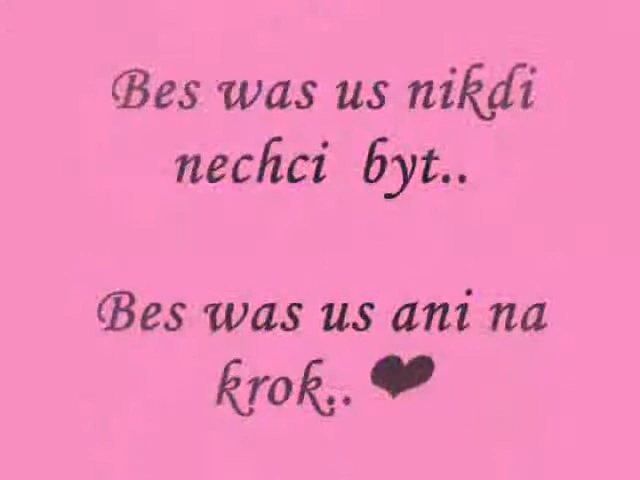 Bes was us nikdi
nechci byt..
Bes was us ani na
krok..